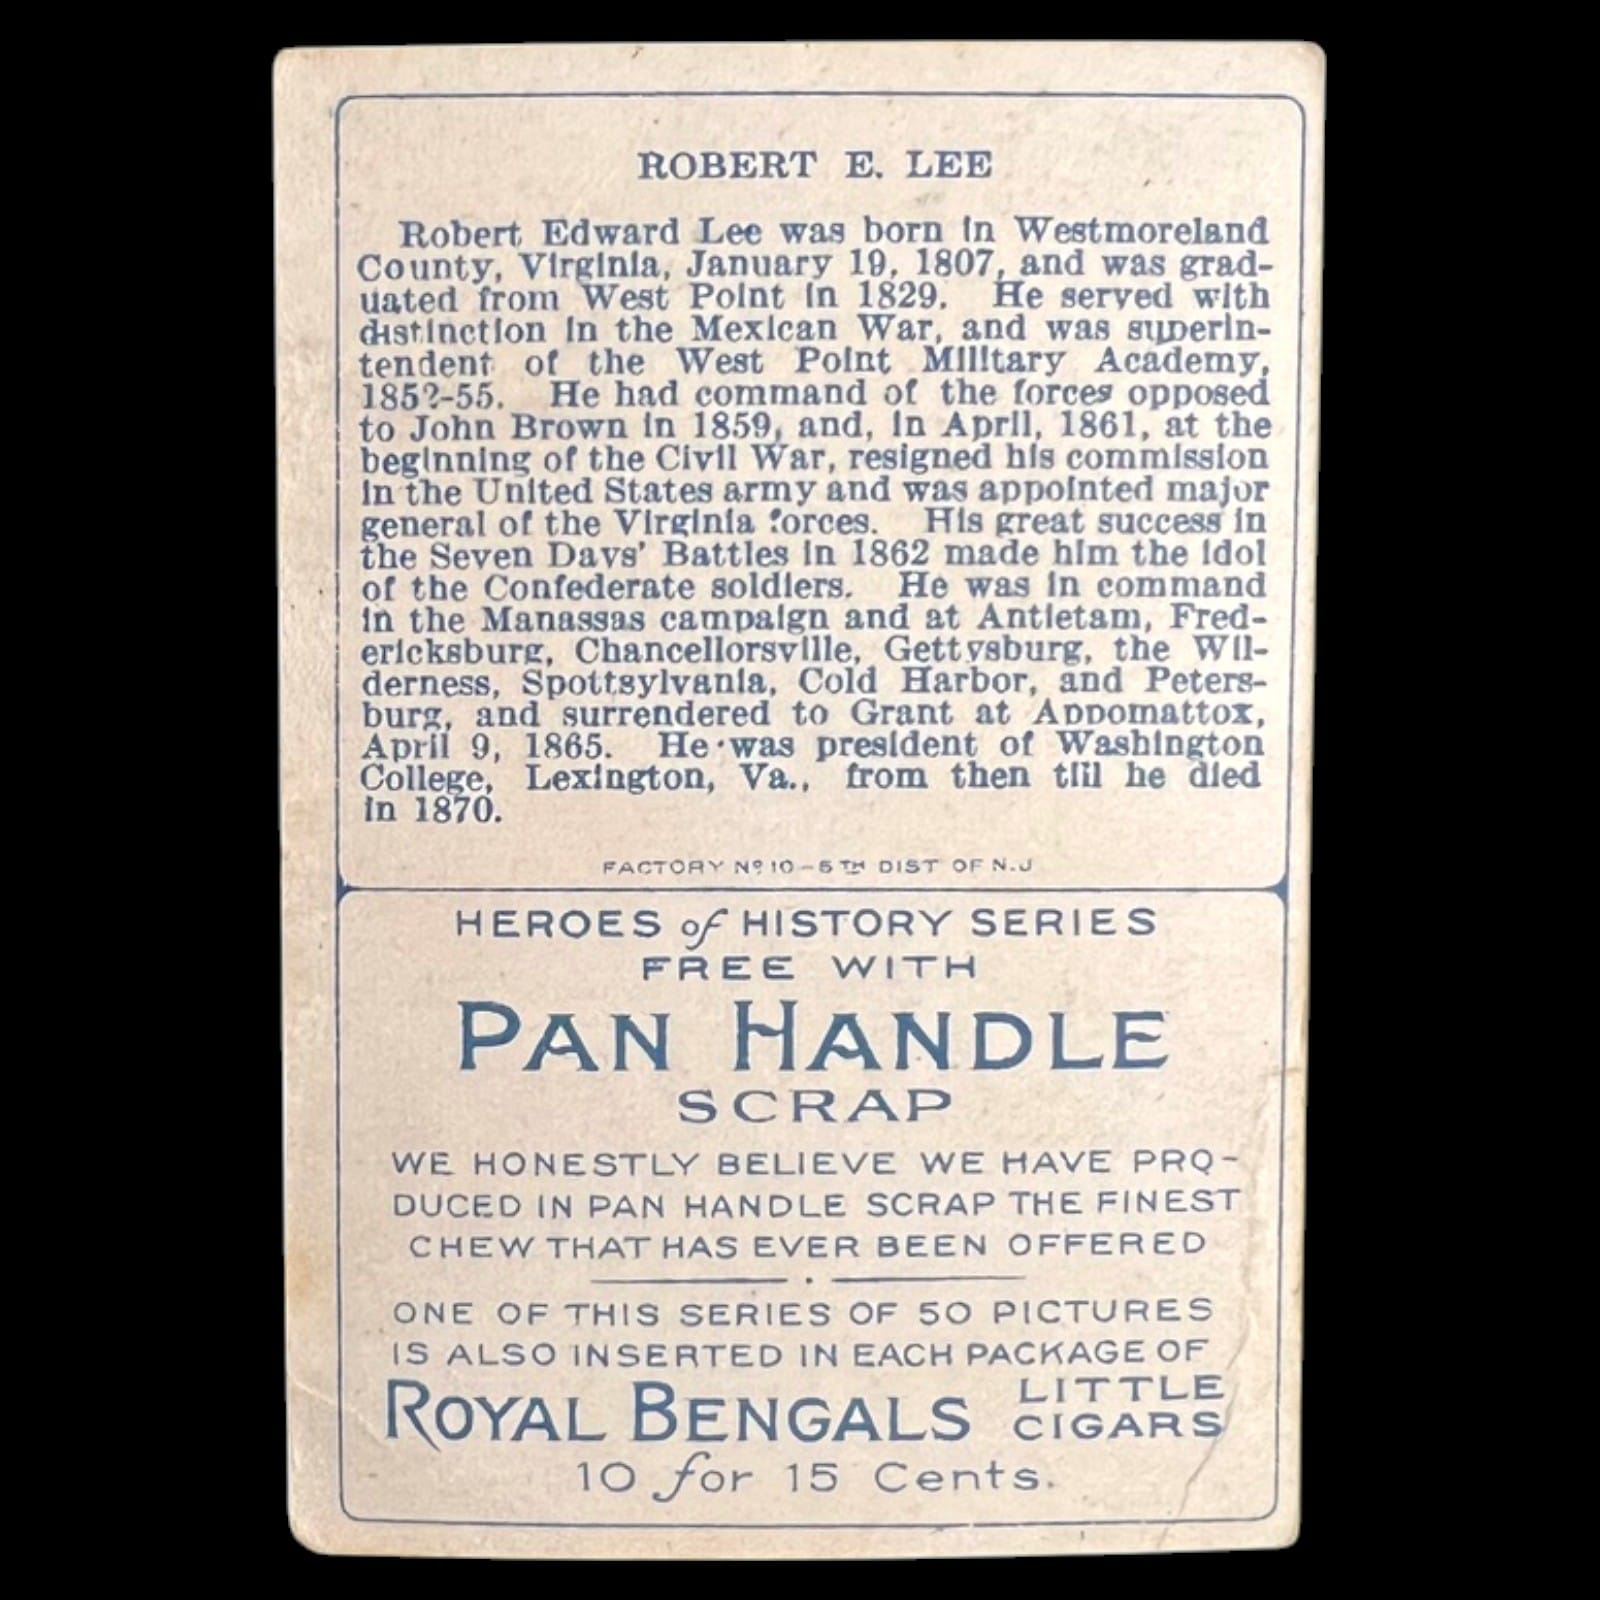 ROBERT E. LEE
Robert Edward Lee was born in Westmoreland
County, Virginia, January 19, 1807, and was grad-
uated from West Point in 1829. He served with
distinction in the Mexican War, and was superin-
tendent of the West Point Military Academy,
1852-55. He had command of the forces opposed
to John Brown in 1859, and, in April, 1861, at the
beginning of the Civil War, resigned his commission
in the United States army and was appointed major
general of the Virginia forces. His great success in
the Seven Days' Battles in 1862 made him the idol
of the Confederate soldiers. He was in command
in the Manassas campaign and at Antietam, Fred-
ericksburg, Chancellorsville, Gettysburg, the Wil-
derness, Spottsylvania, Cold Harbor, and Peters-
burg, and surrendered to Grant at Appomattox,
April 9, 1865. He was president of Washington
College, Lexington, Va., from then till he died
in 1870.
FACTORY No 10 - 5TH DIST OF N.J
HEROES of HISTORY SERIES
FREE WITH
PAN HANDLE
SCRAP
WE HONESTLY BELIEVE WE HAVE PRO-
DUCED IN PAN HANDLE SCRAP THE FINEST
CHEW THAT HAS EVER BEEN OFFERED
ONE OF THIS SERIES OF 50 PICTURES
IS ALSO INSERTED IN EACH PACKAGE OF
ROYAL BENGALS LITTLE CIGARS
10 for 15 Cents.